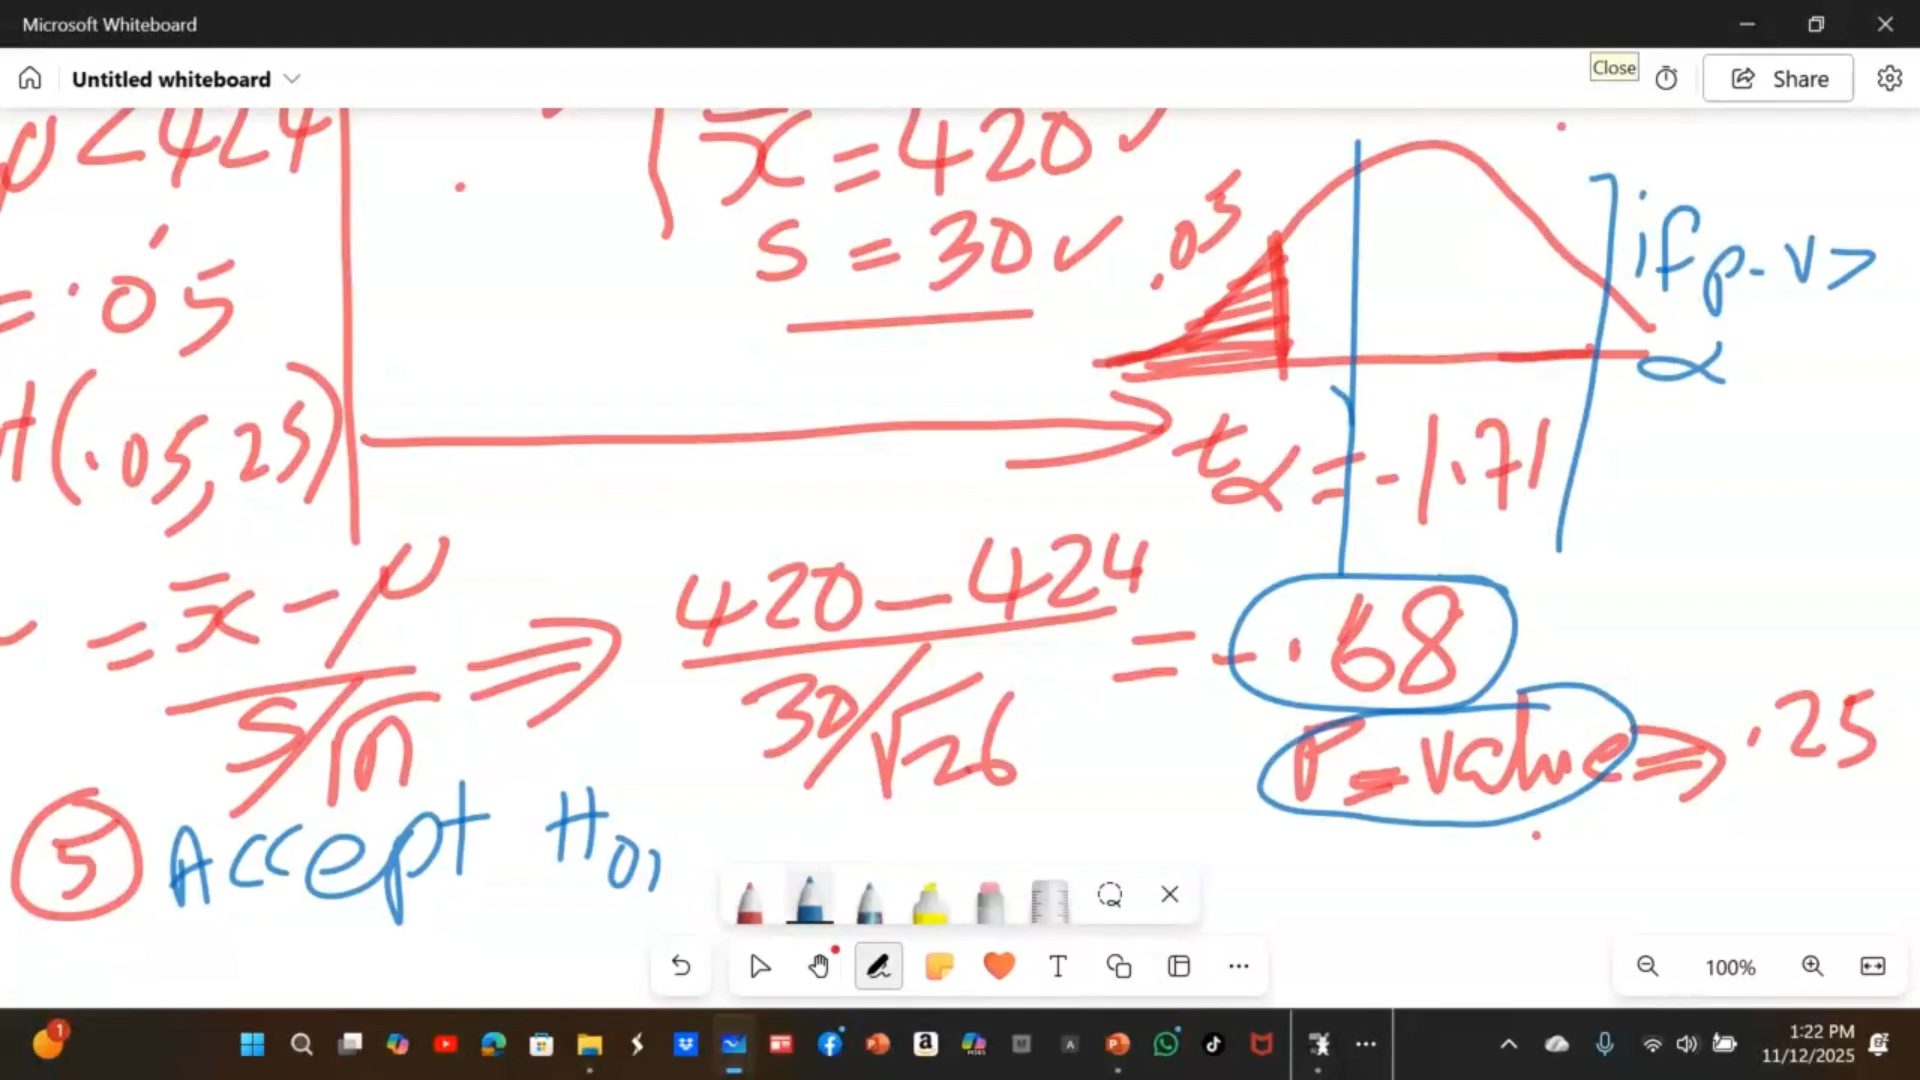 Microsoft Whiteboard
Untitled whiteboard
Close
Share
μ < 424
x̄ = 420 ✓
s = 30 ✓
.05
if p-v >
α
= .05
(.05, 25)
tα = -1.71
= x̄ - μ / s/√n ⇒ 420 - 424 / 30/√26 = -.68
P-value ⇒ .25
5 Accept H0,
100%
1
1:22 PM
11/12/2025